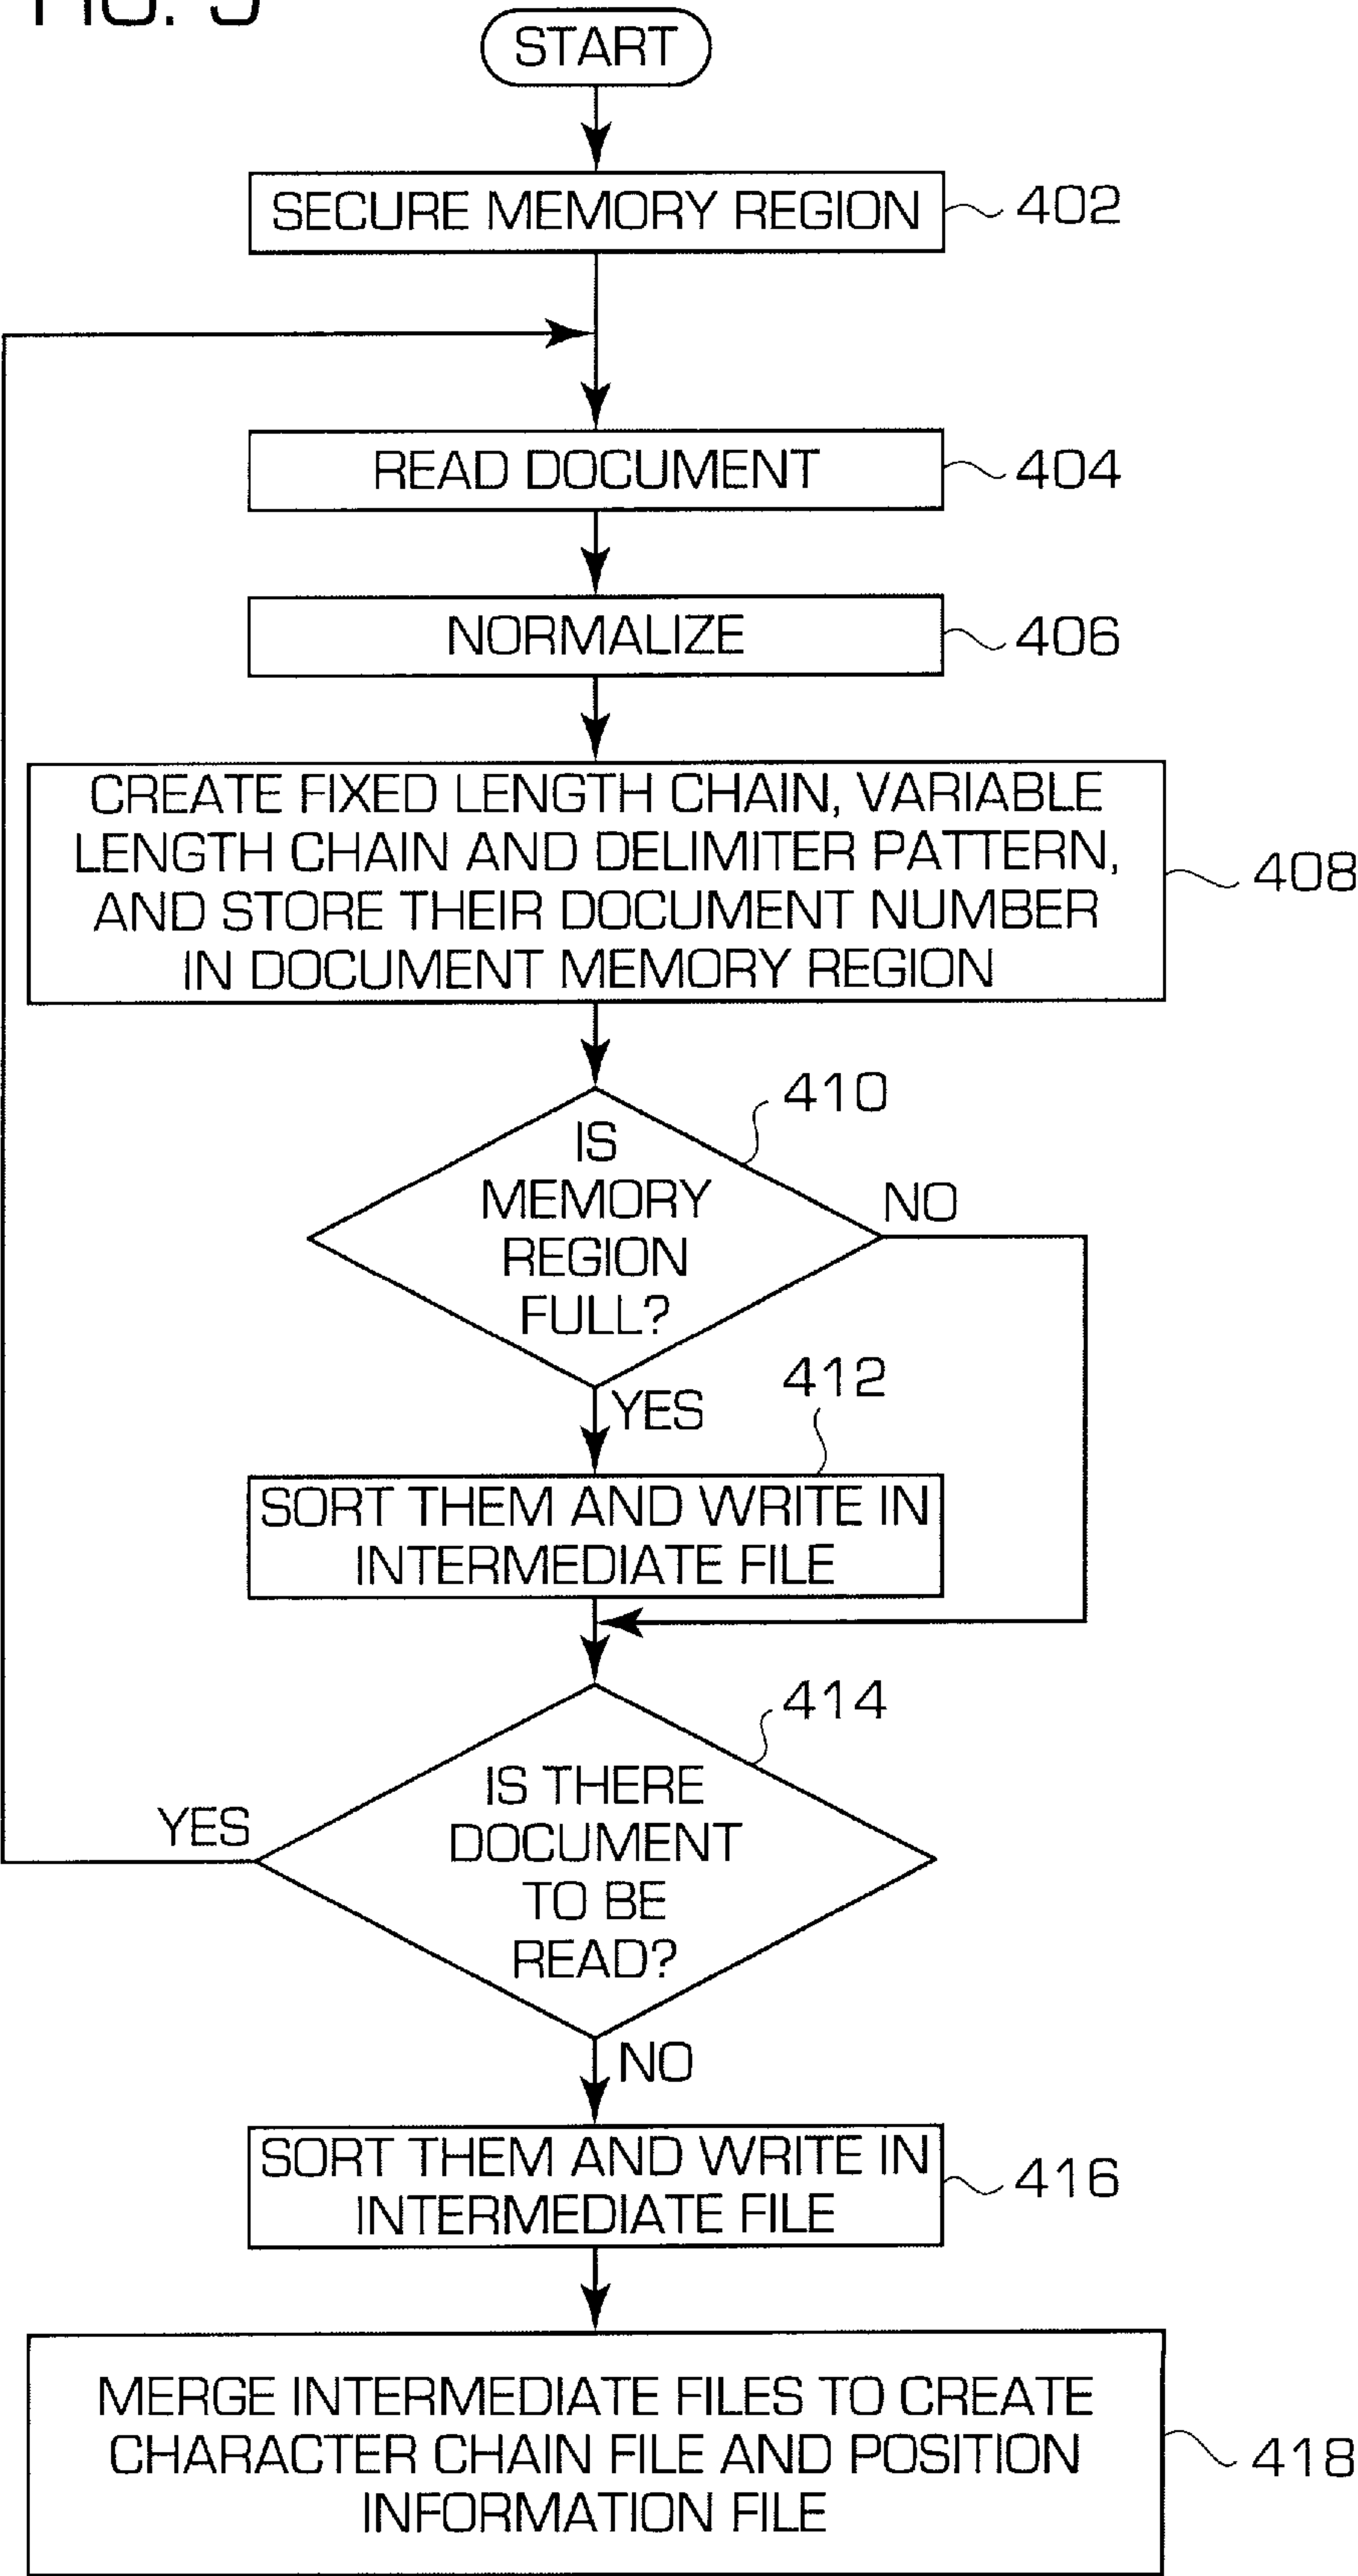 START
SECURE MEMORY REGION
402
READ DOCUMENT
404
NORMALIZE
406
CREATE FIXED LENGTH CHAIN, VARIABLE
LENGTH CHAIN AND DELIMITER PATTERN,
AND STORE THEIR DOCUMENT NUMBER
IN DOCUMENT MEMORY REGION
408
410
IS
MEMORY
REGION
FULL?
NO
YES
412
SORT THEM AND WRITE IN
INTERMEDIATE FILE
414
IS THERE
DOCUMENT
TO BE
READ?
YES
NO
SORT THEM AND WRITE IN
INTERMEDIATE FILE
416
MERGE INTERMEDIATE FILES TO CREATE
CHARACTER CHAIN FILE AND POSITION
INFORMATION FILE
418